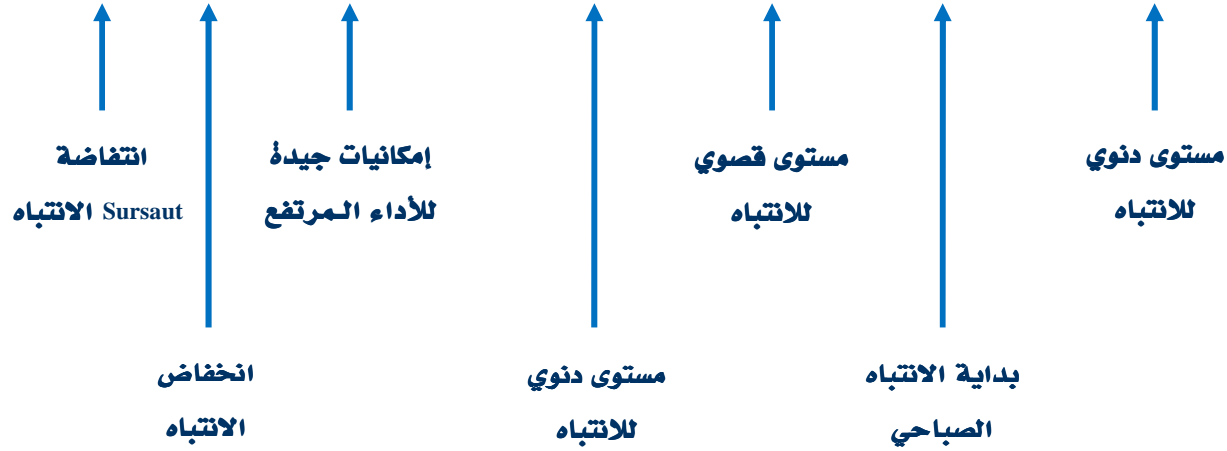 مستوى دنوي
للانتباه
مستوى قصوي
للانتباه
إمكانيات جيدة
للأداء المرتفع
انتفاضة
الانتباه Sursaut
بداية الانتباه
الصباحي
مستوى دنوي
للانتباه
انخفاض
الانتباه